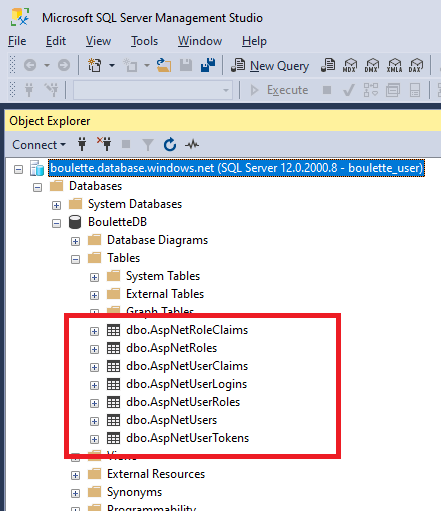 Microsoft SQL Server Management Studio
File Edit View Tools Window Help
New Query MDX DMX XMLA DAX
Execute
Object Explorer
Connect
boulette.database.windows.net (SQL Server 12.0.2000.8 - boulette_user)
Databases
System Databases
BouletteDB
Database Diagrams
Tables
System Tables
External Tables
Graph Tables
dbo.AspNetRoleClaims
dbo.AspNetRoles
dbo.AspNetUserClaims
dbo.AspNetUserLogins
dbo.AspNetUserRoles
dbo.AspNetUsers
dbo.AspNetUserTokens
Views
External Resources
Synonyms
Programmability